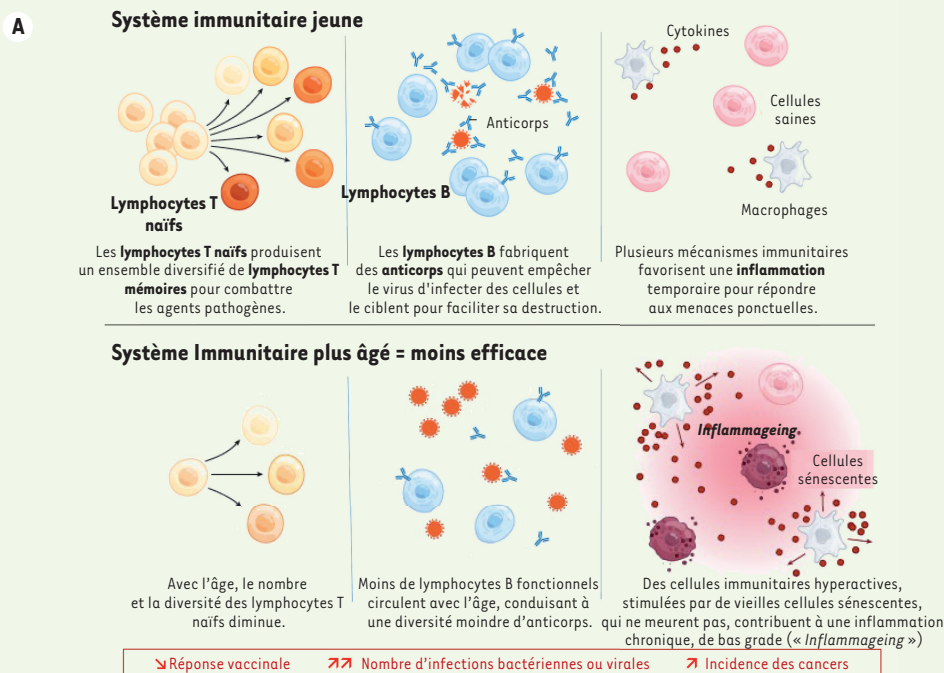 A
Système immunitaire jeune
Lymphocytes T
naïfs
Les lymphocytes T naïfs produisent
un ensemble diversifié de lymphocytes T
mémoires pour combattre
les agents pathogènes.
Anticorps
Lymphocytes B
Les lymphocytes B fabriquent
des anticorps qui peuvent empêcher
le virus d'infecter des cellules et
le ciblent pour faciliter sa destruction.
Cytokines
Cellules
saines
Macrophages
Plusieurs mécanismes immunitaires
favorisent une inflammation
temporaire pour répondre
aux menaces ponctuelles.
Système Immunitaire plus âgé = moins efficace
Avec l'âge, le nombre
et la diversité des lymphocytes T
naïfs diminue.
Moins de lymphocytes B fonctionnels
circulent avec l'âge, conduisant à
une diversité moindre d'anticorps.
Inflammageing
Cellules
sénescentes
Des cellules immunitaires hyperactives,
stimulées par de vieilles cellules sénescentes,
qui ne meurent pas, contribuent à une inflammation
chronique, de bas grade (« Inflammageing »)
↘ Réponse vaccinale ↗↗ Nombre d'infections bactériennes ou virales ↗ Incidence des cancers